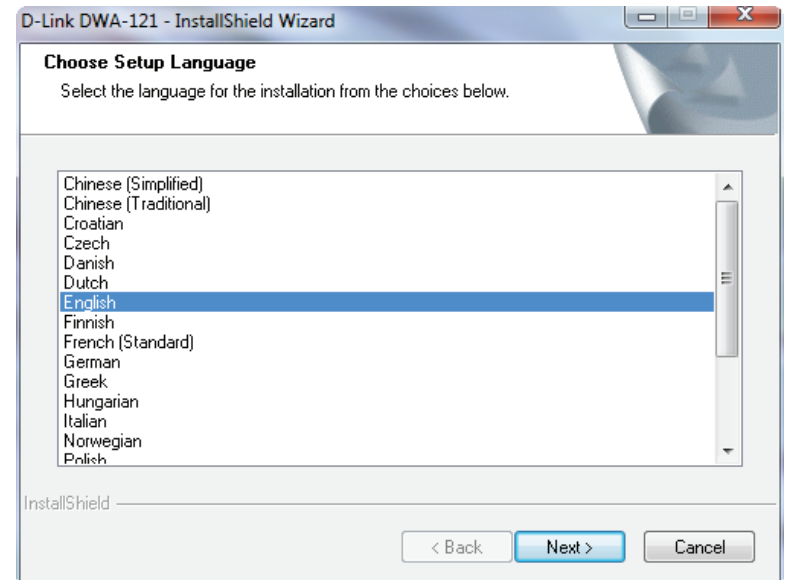 D-Link DWA-121 - InstallShield Wizard
Choose Setup Language
Select the language for the installation from the choices below.
Chinese (Simplified)
Chinese (Traditional)
Croatian
Czech
Danish
Dutch
English
Finnish
French (Standard)
German
Greek
Hungarian
Italian
Norwegian
Polish
InstallShield
< Back Next > Cancel